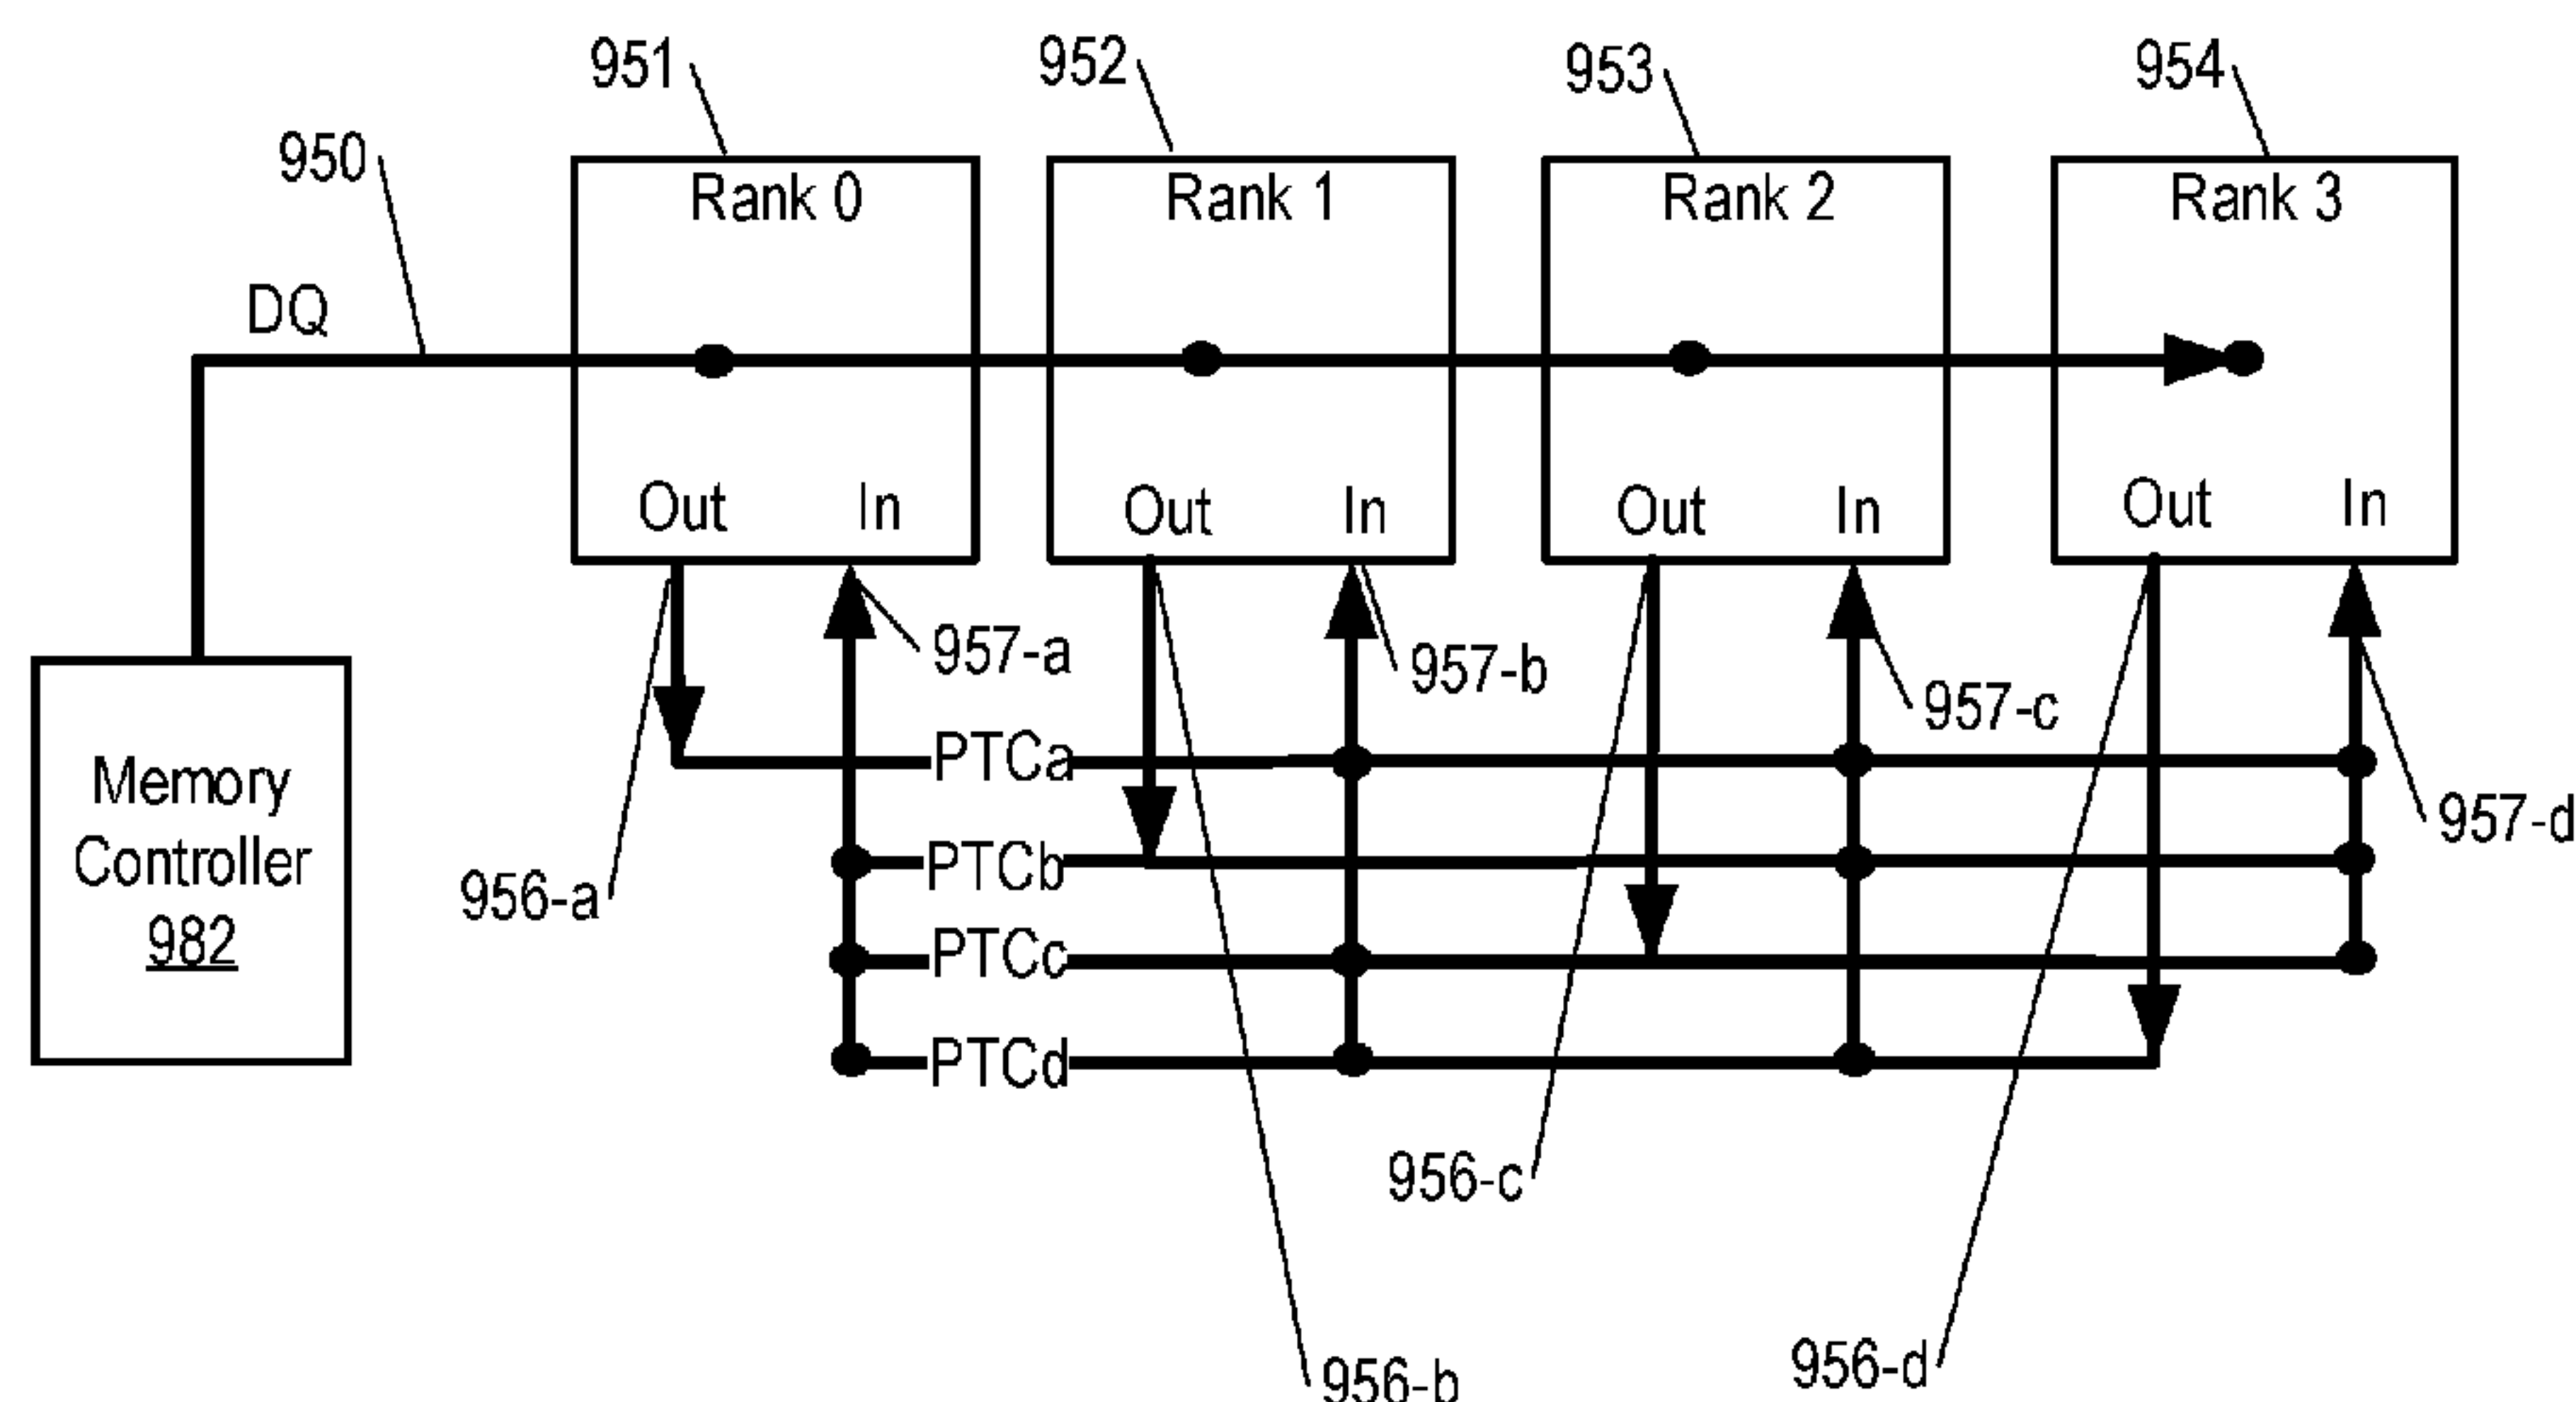 951
952
953
954
950
Rank 0
Rank 1
Rank 2
Rank 3
DQ
Out
In
Out
In
Out
In
Out
In
957-a
957-b
957-c
957-d
PTCa
PTCb
PTCc
PTCd
Memory
Controller
982
956-a
956-c
956-b
956-d